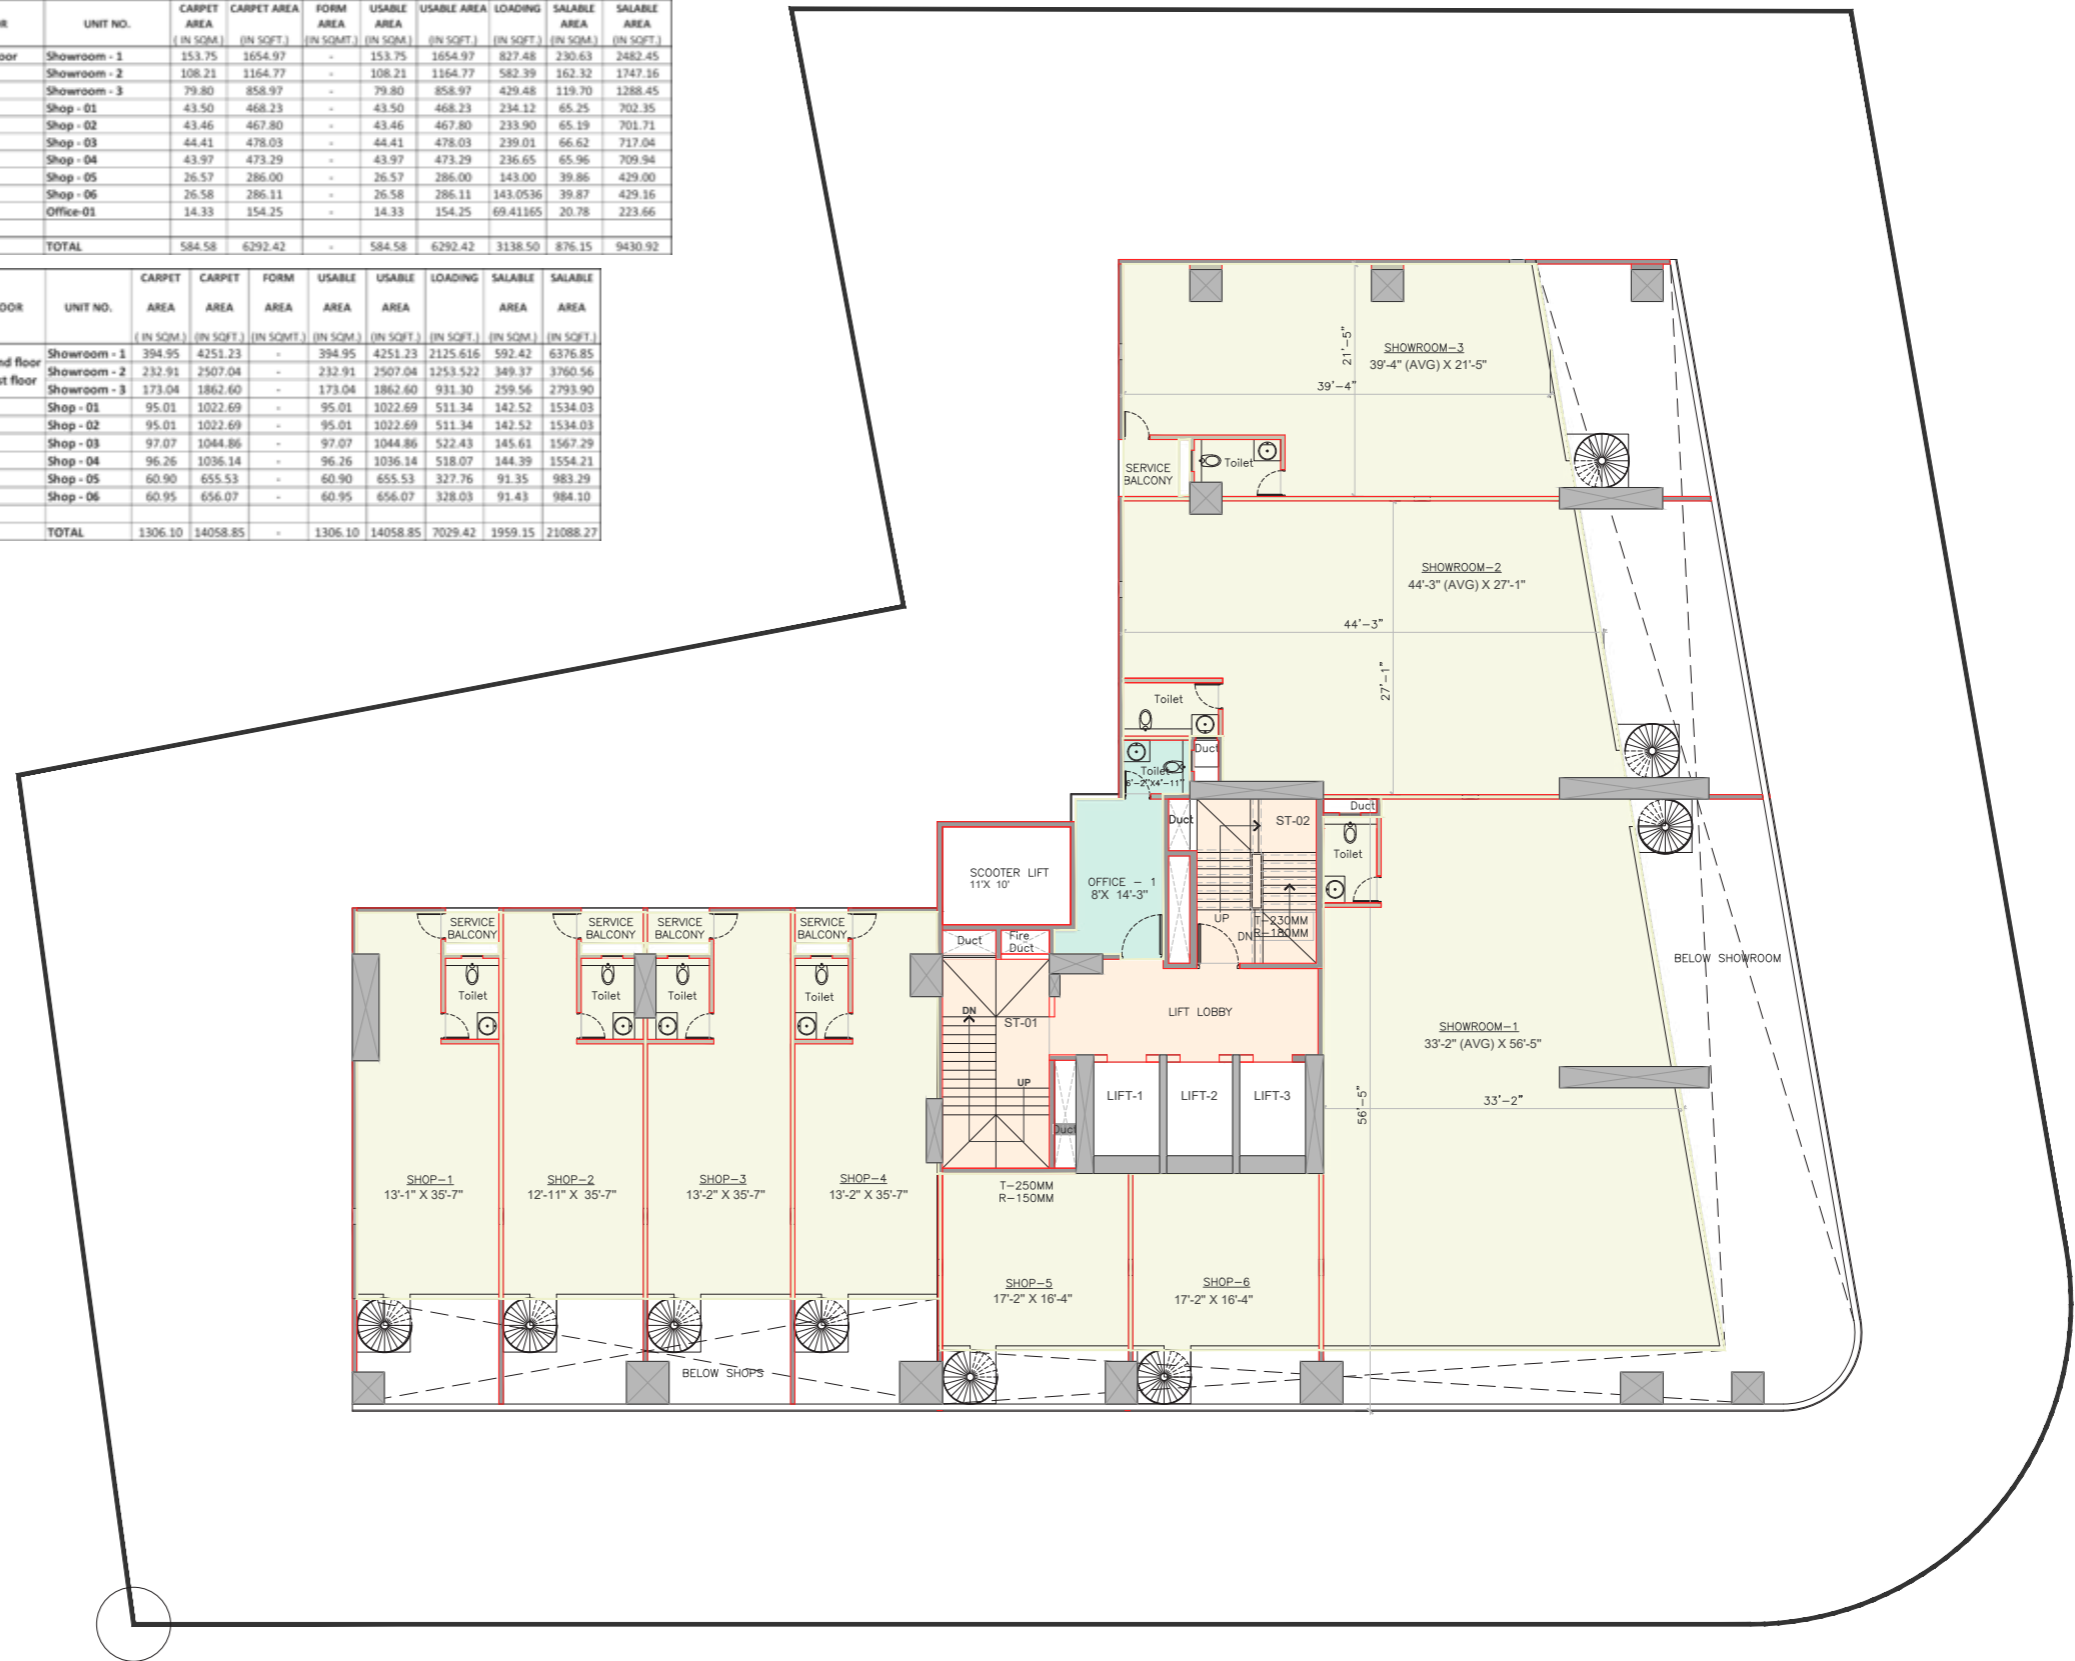 CARPET CARPET AREA FORM USABLE USABLE AREA LOADING SALABLE SALABLE
UNIT NO. AREA AREA AREA AREA AREA
( IN SQM.) (IN SQFT.) (IN SQMT.) (IN SQM.) (IN SQFT.) (IN SQFT.) (IN SQM.) (IN SQFT.)
Showroom - 1 153.75 1654.97 - 153.75 1654.97 827.48 230.63 2482.45
Showroom - 2 108.21 1164.77 - 108.21 1164.77 582.39 162.32 1747.16
Showroom - 3 79.80 858.97 - 79.80 858.97 429.48 119.70 1288.45
Shop - 01 43.50 468.23 - 43.50 468.23 234.12 65.25 702.35
Shop - 02 43.46 467.80 - 43.46 467.80 233.90 65.19 701.71
Shop - 03 44.41 478.03 - 44.41 478.03 239.01 66.62 717.04
Shop - 04 43.97 473.29 - 43.97 473.29 236.65 65.96 709.94
Shop - 05 26.57 286.00 - 26.57 286.00 143.00 39.86 429.00
Shop - 06 26.58 286.11 - 26.58 286.11 143.0536 39.87 429.16
Office-01 14.33 154.25 - 14.33 154.25 69.41165 20.78 223.66
TOTAL 584.58 6292.42 - 584.58 6292.42 3138.50 876.15 9430.92
CARPET CARPET FORM USABLE USABLE LOADING SALABLE SALABLE
UNIT NO. AREA AREA AREA AREA AREA AREA AREA
( IN SQM.) (IN SQFT.) (IN SQMT.) (IN SQM.) (IN SQFT.) (IN SQFT.) (IN SQM.) (IN SQFT.)
floor Showroom - 1 394.95 4251.23 - 394.95 4251.23 2125.616 592.42 6376.85
floor Showroom - 2 232.91 2507.04 - 232.91 2507.04 1253.522 349.37 3760.56
Showroom - 3 173.04 1862.60 - 173.04 1862.60 931.30 259.56 2793.90
Shop - 01 95.01 1022.69 - 95.01 1022.69 511.34 142.52 1534.03
Shop - 02 95.01 1022.69 - 95.01 1022.69 511.34 142.52 1534.03
Shop - 03 97.07 1044.86 - 97.07 1044.86 522.43 145.61 1567.29
Shop - 04 96.26 1036.14 - 96.26 1036.14 518.07 144.39 1554.21
Shop - 05 60.90 655.53 - 60.90 655.53 327.76 91.35 983.29
Shop - 06 60.95 656.07 - 60.95 656.07 328.03 91.43 984.10
TOTAL 1306.10 14058.85 - 1306.10 14058.85 7029.42 1959.15 21088.27
21'-5"
SHOWROOM-3
39'-4" (AVG) X 21'-5"
39'-4"
SERVICE
BALCONY
Toilet
SHOWROOM-2
44'-3" (AVG) X 27'-1"
44'-3"
27'-1"
Toilet
Duct
Toilet
6'-2"X4'-11"
Duct
Duct
ST-02
Toilet
SCOOTER LIFT
11'X 10'
OFFICE - 1
8'X 14'-3"
UP
T-230MM
DN
R-180MM
SERVICE
BALCONY
SERVICE
BALCONY
SERVICE
BALCONY
SERVICE
BALCONY
Duct
Fire
Duct
BELOW SHOWROOM
Toilet
Toilet
Toilet
Toilet
DN
ST-01
LIFT LOBBY
SHOWROOM-1
33'-2" (AVG) X 56'-5"
UP
LIFT-1
LIFT-2
LIFT-3
33'-2"
56'-5"
Duct
SHOP-1
13'-1" X 35'-7"
SHOP-2
12'-11" X 35'-7"
SHOP-3
13'-2" X 35'-7"
SHOP-4
13'-2" X 35'-7"
T-250MM
R-150MM
SHOP-5
17'-2" X 16'-4"
SHOP-6
17'-2" X 16'-4"
BELOW SHOPS